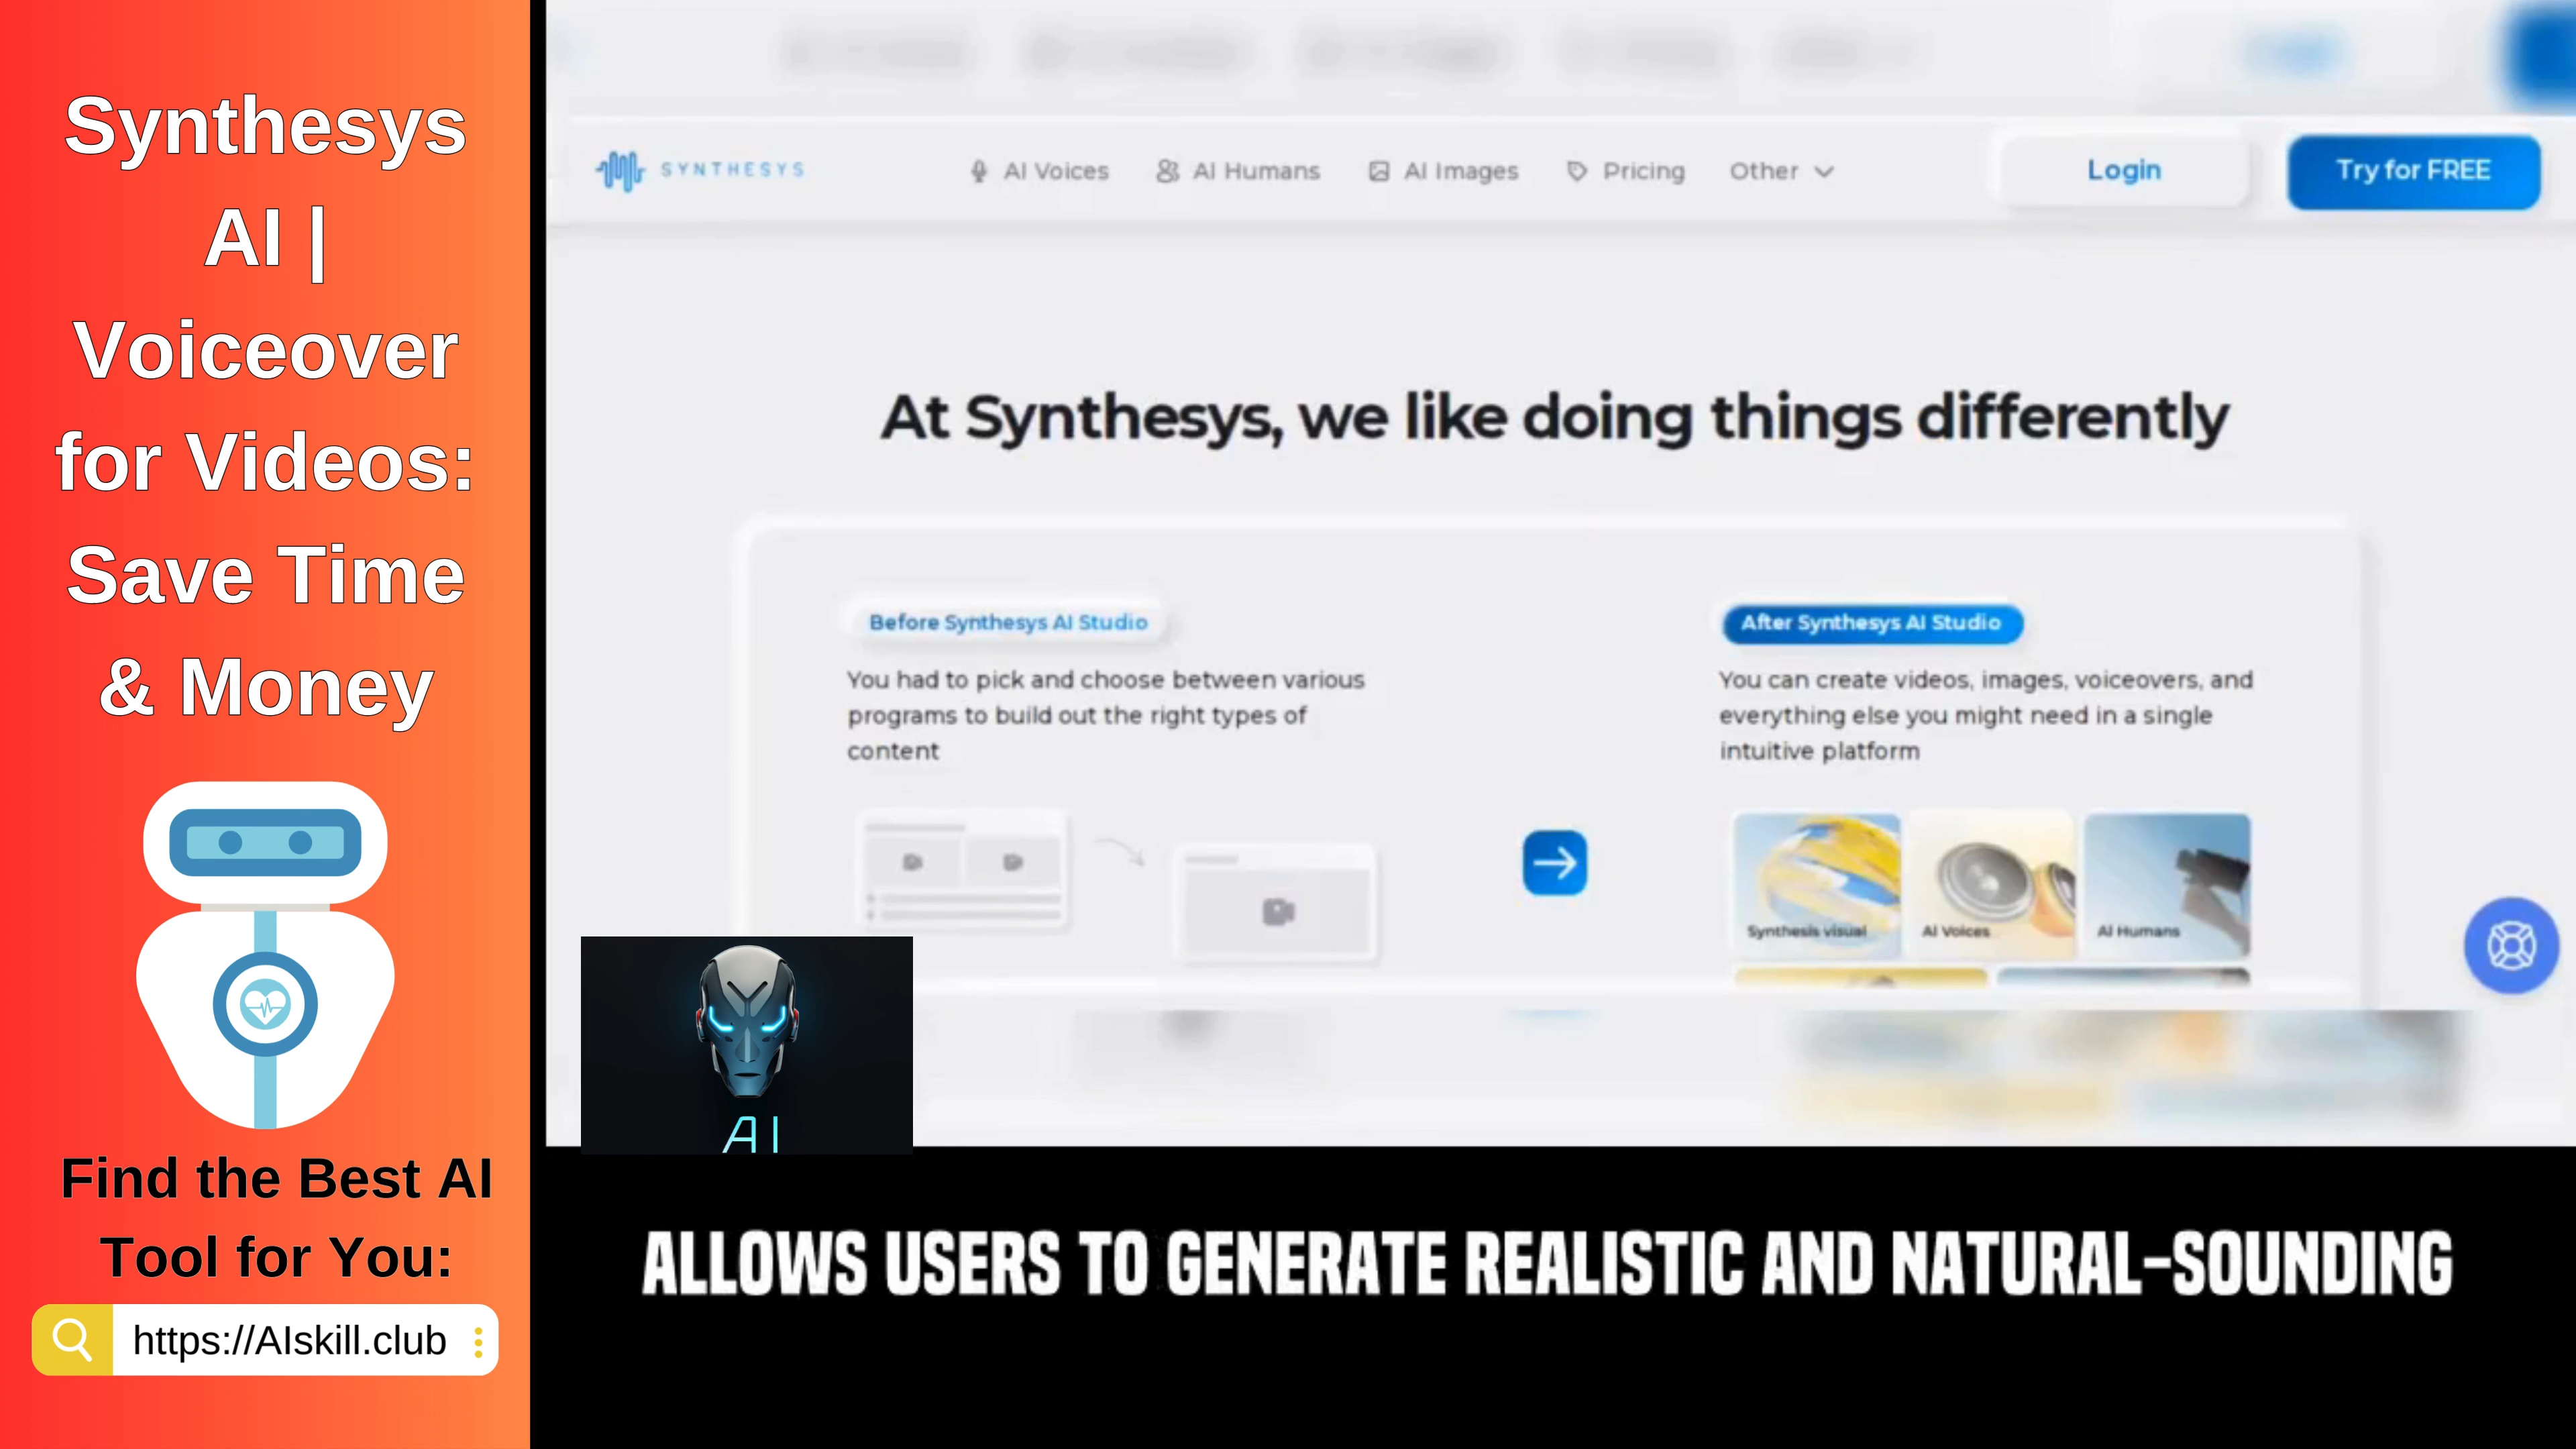 Synthesys
AI |
Voiceover
for Videos:
Save Time
& Money
Find the Best AI
Tool for You:
https://AIskill.club
SYNTHESYS
AI Voices
AI Humans
AI Images
Pricing
Other
Login
Try for FREE
At Synthesys, we like doing things differently
Before Synthesys AI Studio
You had to pick and choose between various
programs to build out the right types of
content
After Synthesys AI Studio
You can create videos, images, voiceovers, and
everything else you might need in a single
intuitive platform
Synthesis visual
AI Voices
AI Humans
AI
ALLOWS USERS TO GENERATE REALISTIC AND NATURAL-SOUNDING